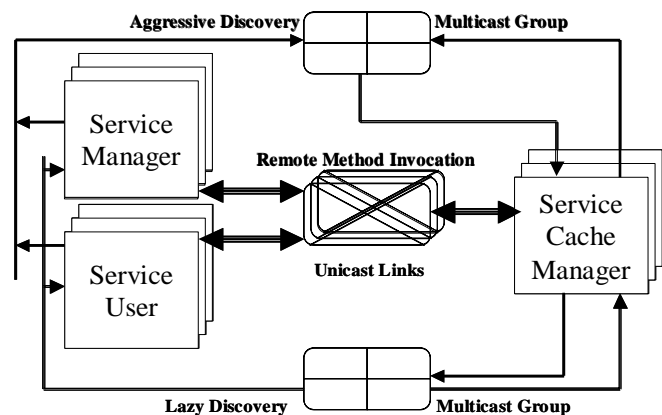 Aggressive Discovery
Multicast Group
Service
Manager
Remote Method Invocation
Service
Cache
Manager
Service
User
Unicast Links
Lazy Discovery
Multicast Group